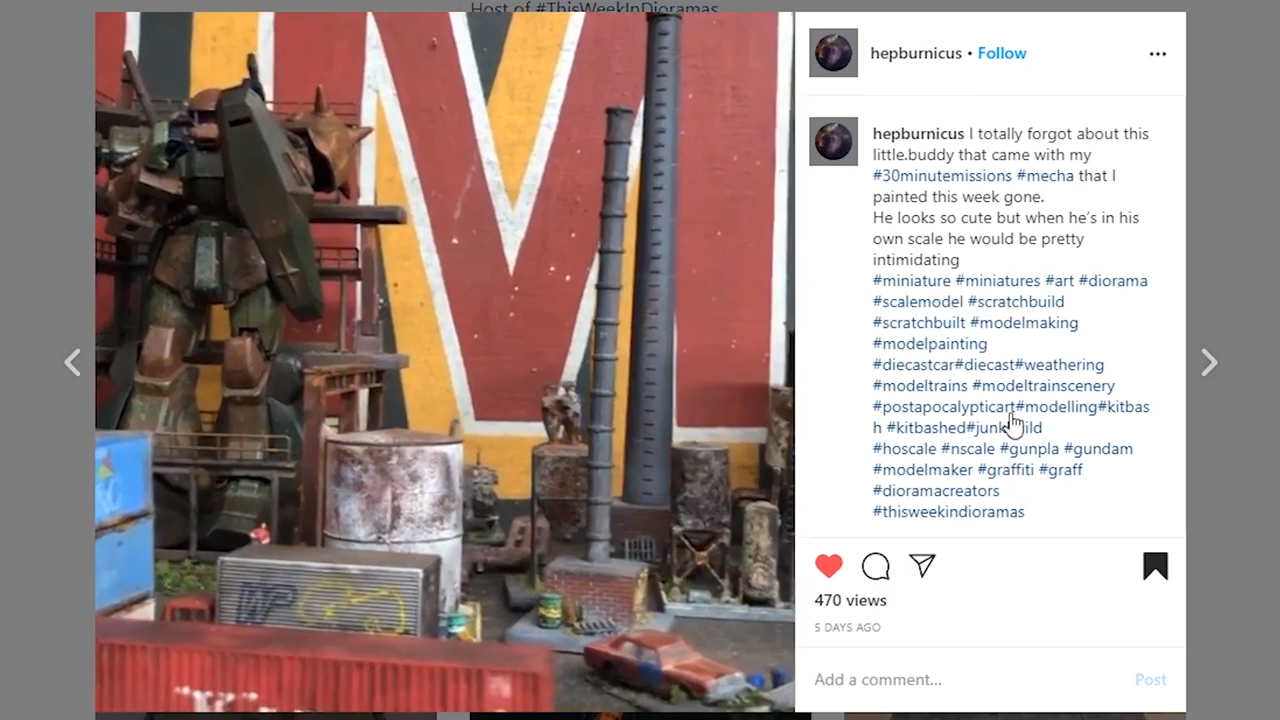 Host of #ThisWeekInDioramas
hepburnicus • Follow
hepburnicus I totally forgot about this
little.buddy that came with my
#30minutemissions #mecha that I
painted this week gone.
He looks so cute but when he's in his
own scale he would be pretty
intimidating
#miniature #miniatures #art #diorama
#scalemodel #scratchbuild
#scratchbuilt #modelmaking
#modelpainting
#diecastcar#diecast#weathering
#modeltrains #modeltrainscenery
#postapocalypticart#modelling#kitbas
h #kitbashed#junkbuild
#hoscale #nscale #gunpla #gundam
#modelmaker #graffiti #graff
#dioramacreators
#thisweekindioramas
470 views
5 DAYS AGO
Add a comment...
Post